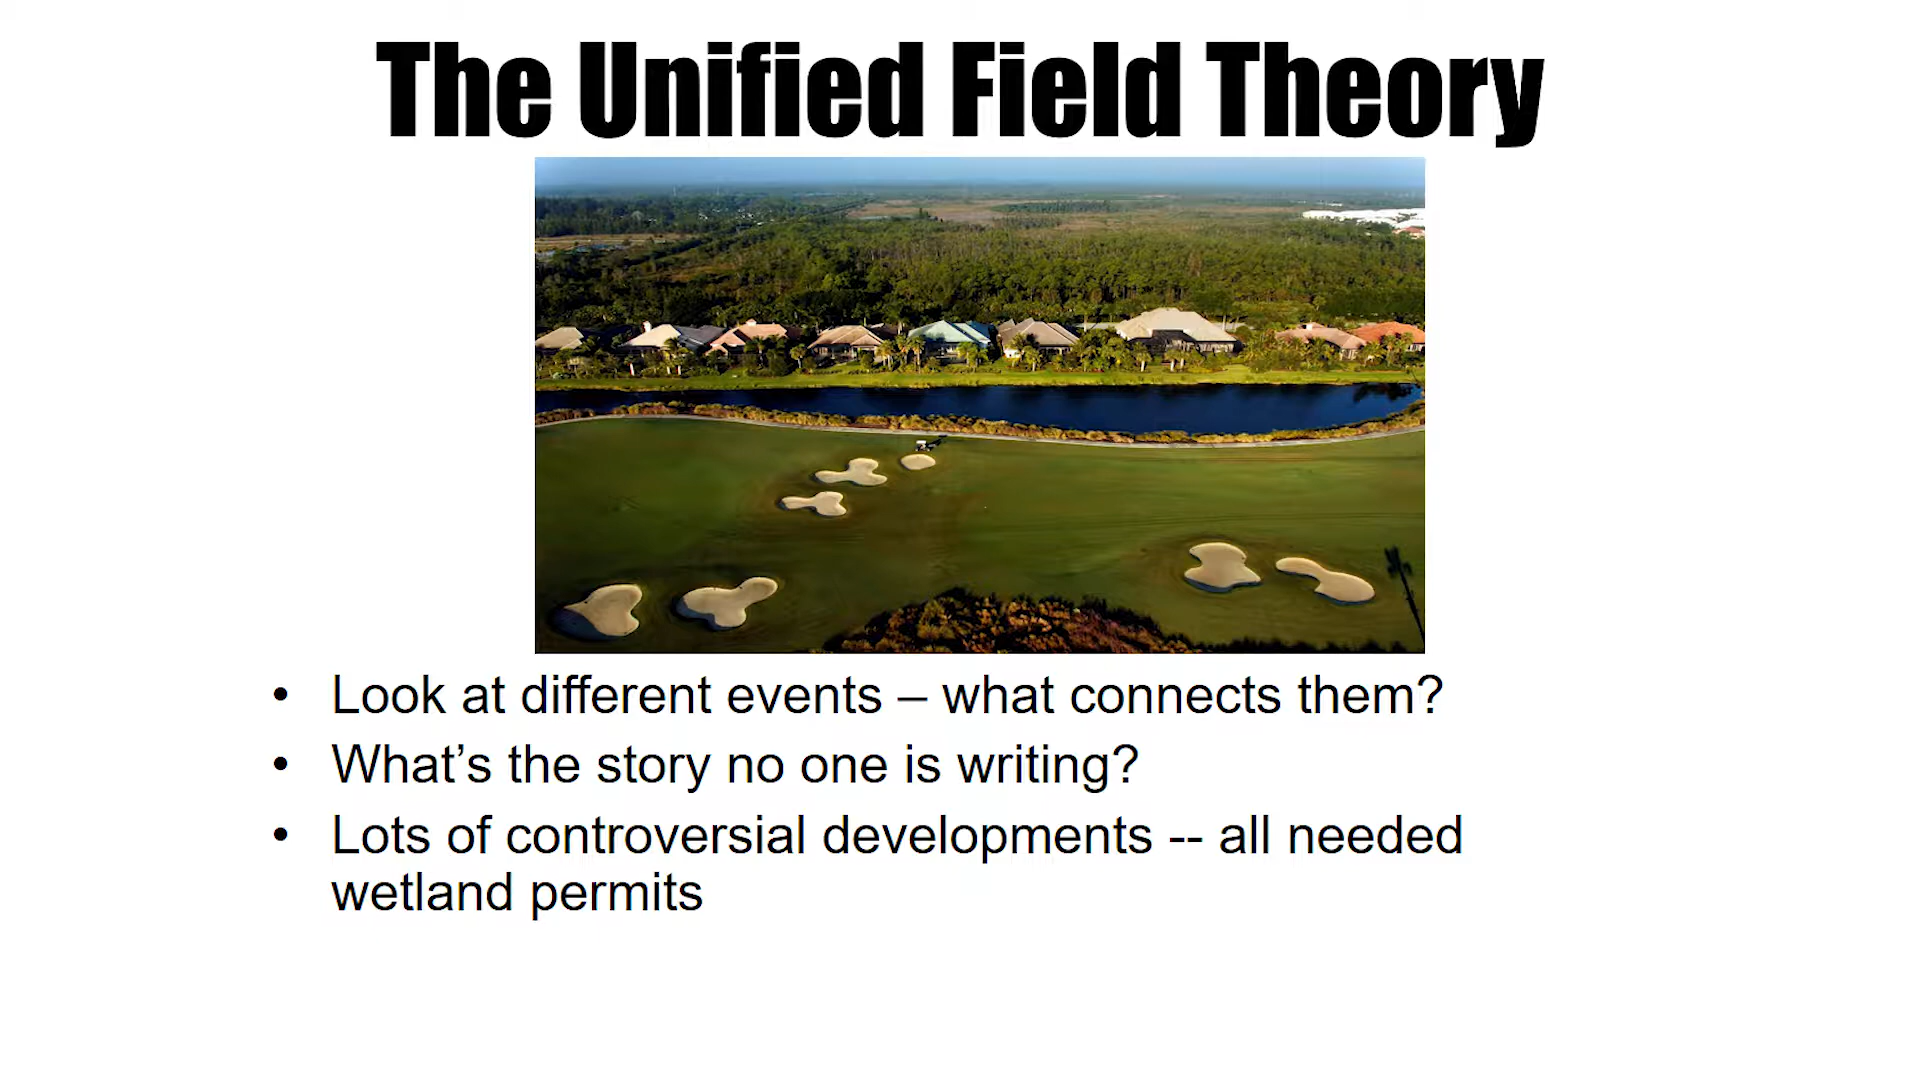 The Unified Field Theory
• Look at different events – what connects them?
• What’s the story no one is writing?
• Lots of controversial developments -- all needed
wetland permits